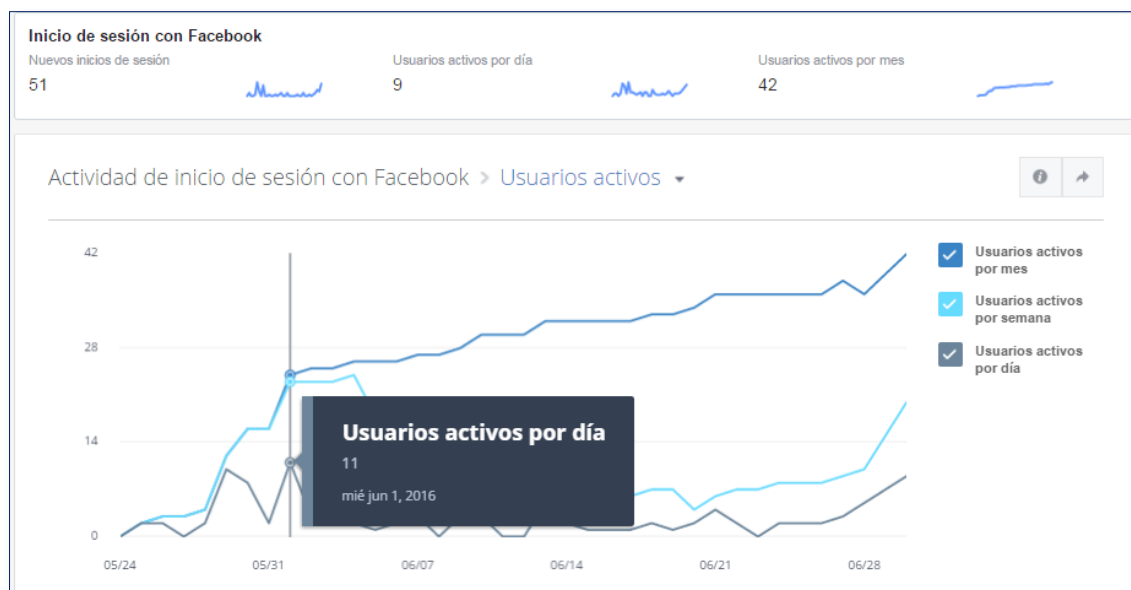 Inicio de sesión con Facebook
Nuevos inicios de sesión
51
Usuarios activos por día
9
Usuarios activos por mes
42
Actividad de inicio de sesión con Facebook > Usuarios activos
42
28
14
0
05/24
05/31
06/07
06/14
06/21
06/28
Usuarios activos por día
11
mié jun 1, 2016
Usuarios activos
por mes
Usuarios activos
por semana
Usuarios activos
por día